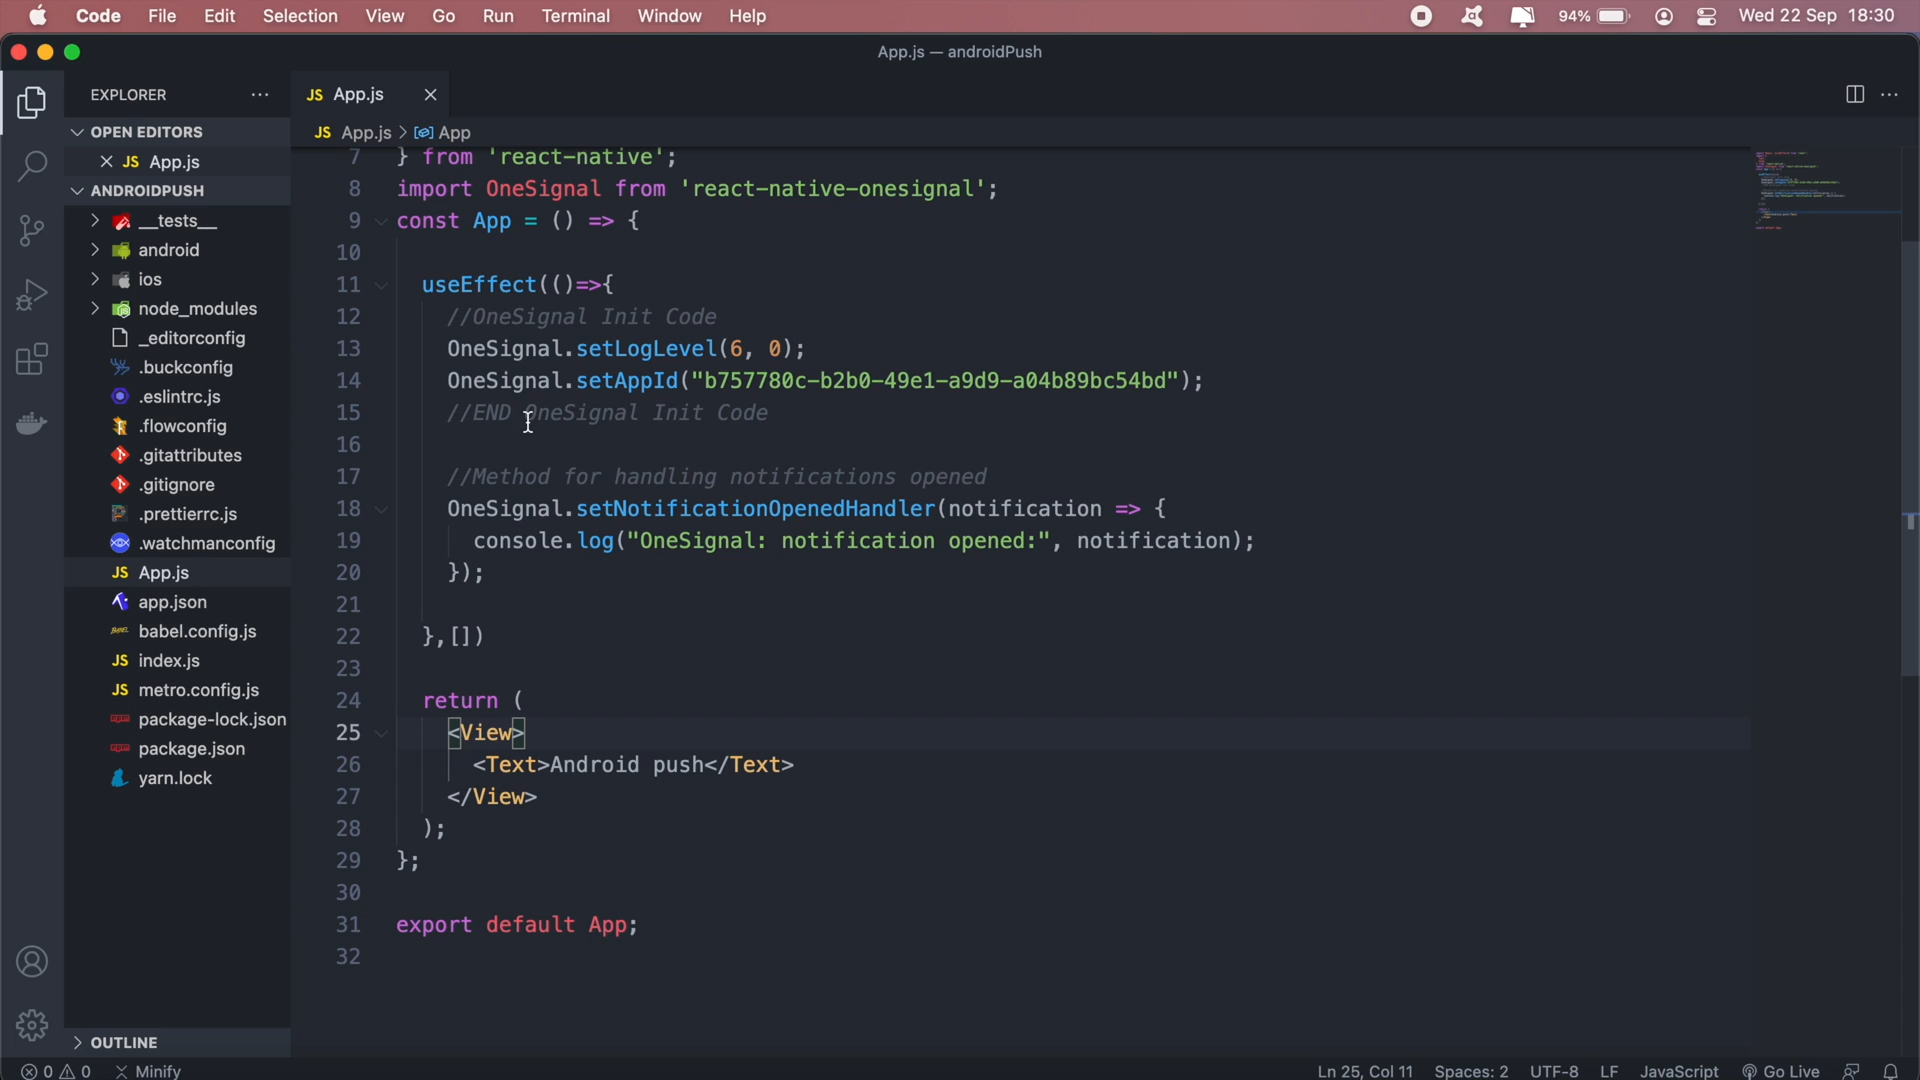 Code File Edit Selection View Go Run Terminal Window Help 94% Wed 22 Sep 18:30
App.js — androidPush
EXPLORER ···
JS App.js ×
OPEN EDITORS
JS App.js > App
× JS App.js
ANDROIDPUSH
__tests__
android
ios
node_modules
_editorconfig
.buckconfig
.eslintrc.js
.flowconfig
.gitattributes
.gitignore
.prettierrc.js
.watchmanconfig
JS App.js
app.json
babel.config.js
JS index.js
JS metro.config.js
package-lock.json
package.json
yarn.lock
OUTLINE
7 } from 'react-native';
8 import OneSignal from 'react-native-onesignal';
9 const App = () => {
10
11 useEffect(()=>{
12 //OneSignal Init Code
13 OneSignal.setLogLevel(6, 0);
14 OneSignal.setAppId("b757780c-b2b0-49e1-a9d9-a04b89bc54bd");
15 //END OneSignal Init Code
16
17 //Method for handling notifications opened
18 OneSignal.setNotificationOpenedHandler(notification => {
19 console.log("OneSignal: notification opened:", notification);
20 });
21
22 },[])
23
24 return (
25 <View>
26 <Text>Android push</Text>
27 </View>
28 );
29 };
30
31 export default App;
32
0 0 Minify Ln 25, Col 11 Spaces: 2 UTF-8 LF JavaScript Go Live